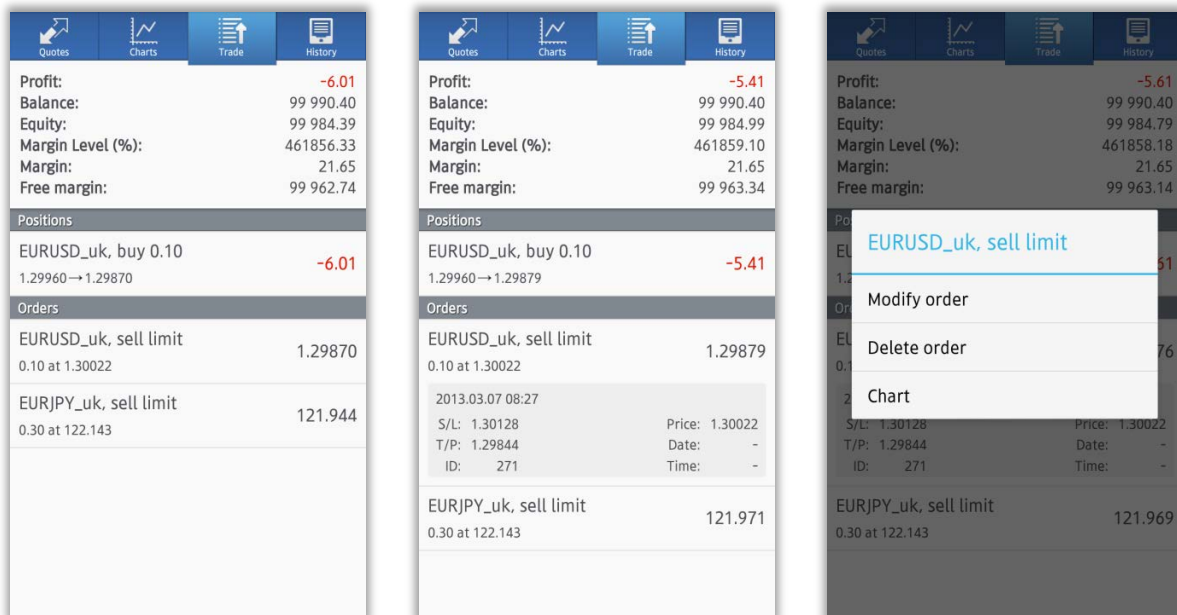 Quotes Charts Trade History
Profit: -6.01
Balance: 99 990.40
Equity: 99 984.39
Margin Level (%): 461856.33
Margin: 21.65
Free margin: 99 962.74
Positions
EURUSD_uk, buy 0.10
-6.01
1.29960→1.29870
Orders
EURUSD_uk, sell limit
1.29870
0.10 at 1.30022
EURJPY_uk, sell limit
121.944
0.30 at 122.143
Quotes Charts Trade History
Profit: -5.41
Balance: 99 990.40
Equity: 99 984.99
Margin Level (%): 461859.10
Margin: 21.65
Free margin: 99 963.34
Positions
EURUSD_uk, buy 0.10
-5.41
1.29960→1.29879
Orders
EURUSD_uk, sell limit
1.29879
0.10 at 1.30022
2013.03.07 08:27
S/L: 1.30128 Price: 1.30022
T/P: 1.29844 Date: -
ID: 271 Time: -
EURJPY_uk, sell limit
121.971
0.30 at 122.143
Quotes Charts Trade History
Profit: -5.61
Balance: 99 990.40
Equity: 99 984.79
Margin Level (%): 461858.18
Margin: 21.65
Free margin: 99 963.14
EURUSD_uk, sell limit
Modify order
Delete order
Chart
S/L: 1.30128 Price: 1.30022
T/P: 1.29844 Date: -
ID: 271 Time: -
EURJPY_uk, sell limit
121.969
0.30 at 122.143